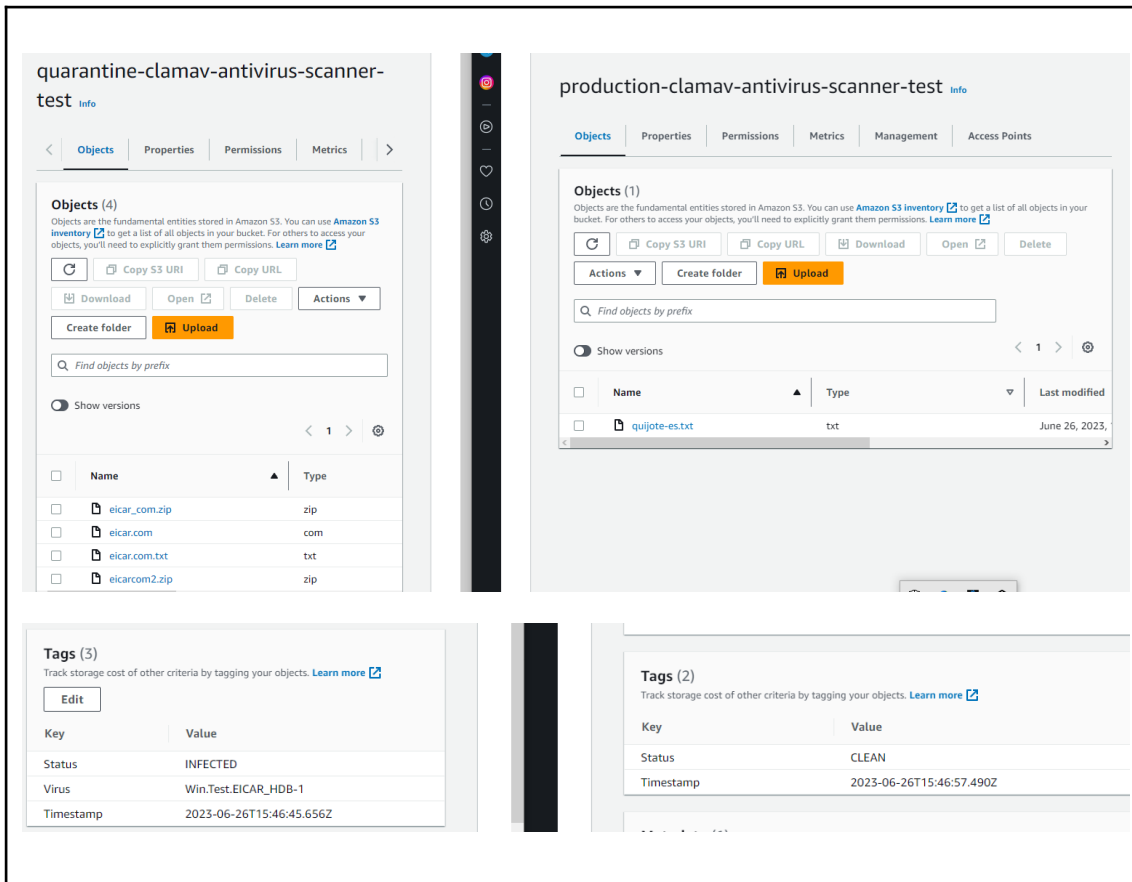 quarantine-clamav-antivirus-scanner-
test Info
Objects
Properties
Permissions
Metrics
Objects (4)
Objects are the fundamental entities stored in Amazon S3. You can use Amazon S3
inventory to get a list of all objects in your bucket. For others to access your
objects, you'll need to explicitly grant them permissions. Learn more
Copy S3 URI
Copy URL
Download
Open
Delete
Actions
Create folder
Upload
Find objects by prefix
Show versions
1
Name
Type
eicar_com.zip
zip
eicar.com
com
eicar.com.txt
txt
eicarcom2.zip
zip
production-clamav-antivirus-scanner-test Info
Objects
Properties
Permissions
Metrics
Management
Access Points
Objects (1)
Objects are the fundamental entities stored in Amazon S3. You can use Amazon S3 inventory to get a list of all objects in your
bucket. For others to access your objects, you'll need to explicitly grant them permissions. Learn more
Copy S3 URI
Copy URL
Download
Open
Delete
Actions
Create folder
Upload
Find objects by prefix
Show versions
1
Name
Type
Last modified
quijote-es.txt
txt
June 26, 2023,
Tags (3)
Track storage cost of other criteria by tagging your objects. Learn more
Edit
Key
Value
Status
INFECTED
Virus
Win.Test.EICAR_HDB-1
Timestamp
2023-06-26T15:46:45.656Z
Tags (2)
Track storage cost of other criteria by tagging your objects. Learn more
Key
Value
Status
CLEAN
Timestamp
2023-06-26T15:46:57.490Z